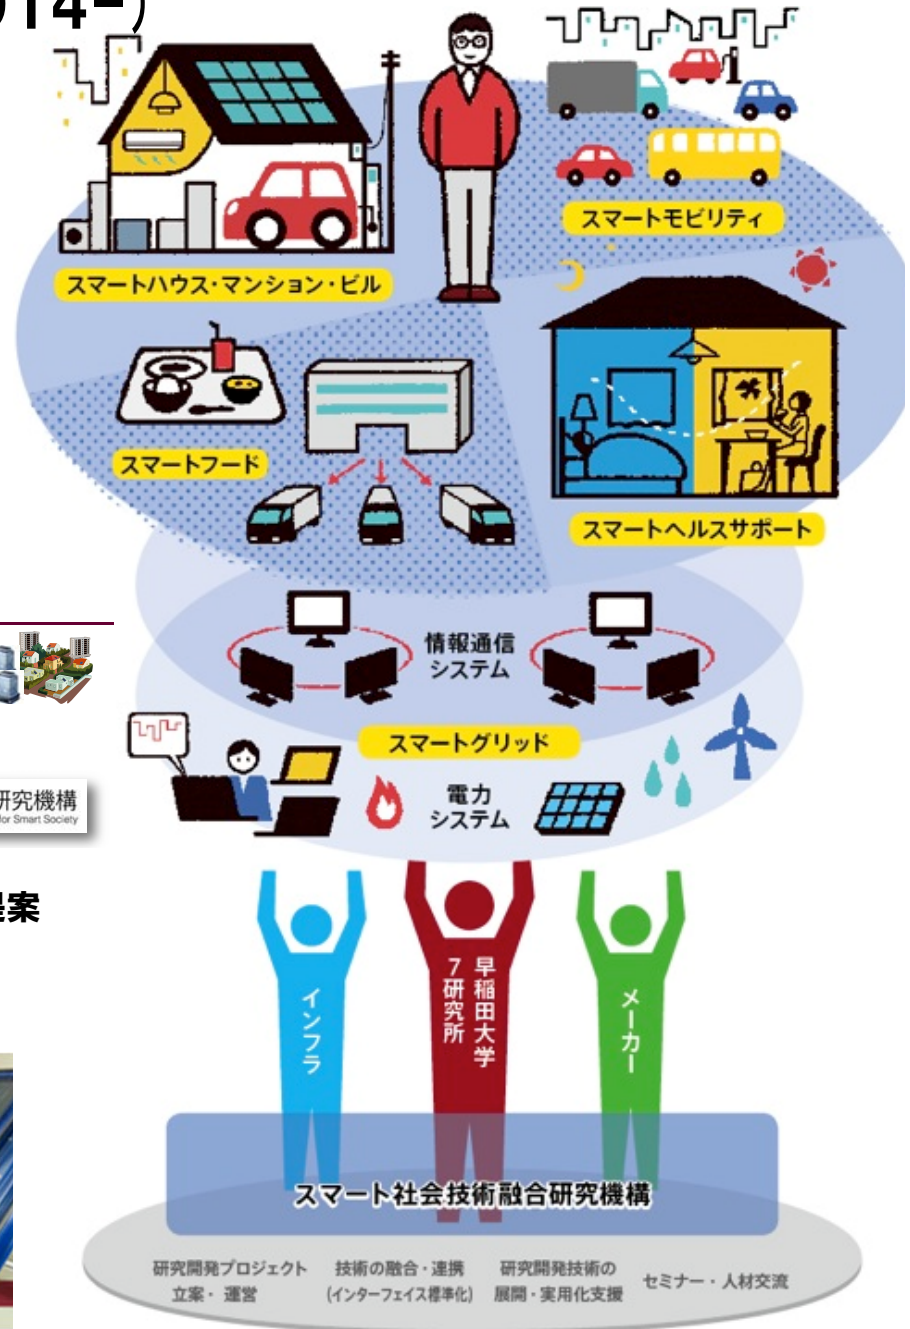 014-)
スマートモビリティ
スマートハウス・マンション・ビル
スマートフード
スマートヘルスサポート
情報通信
システム
スマートグリッド
電力
システム
研究機構
for Smart Society
提案
インフラ
早稲田大学
7研究所
メーカー
スマート社会技術融合研究機構
研究開発プロジェクト
立案・運営
技術の融合・連携
(インターフェイス標準化)
研究開発技術の
展開・実用化支援
セミナー・人材交流